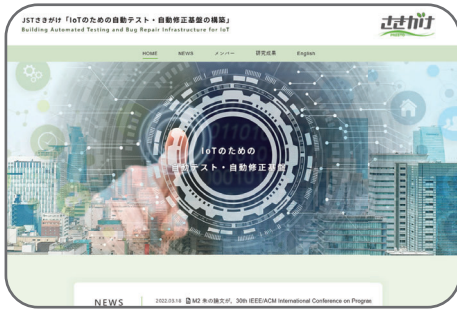 JSTさきがけ「IoTのための自動テスト・自動修正基盤の構築」
Building Automated Testing and Bug Repair Infrastructure for IoT
さきがけ
HOME NEWS メンバー 研究成果 English
IoTのための
自動テスト・自動修正基盤
NEWS
2022.03.18 M2 朱の論文が、30th IEEE/ACM International Conference on Program